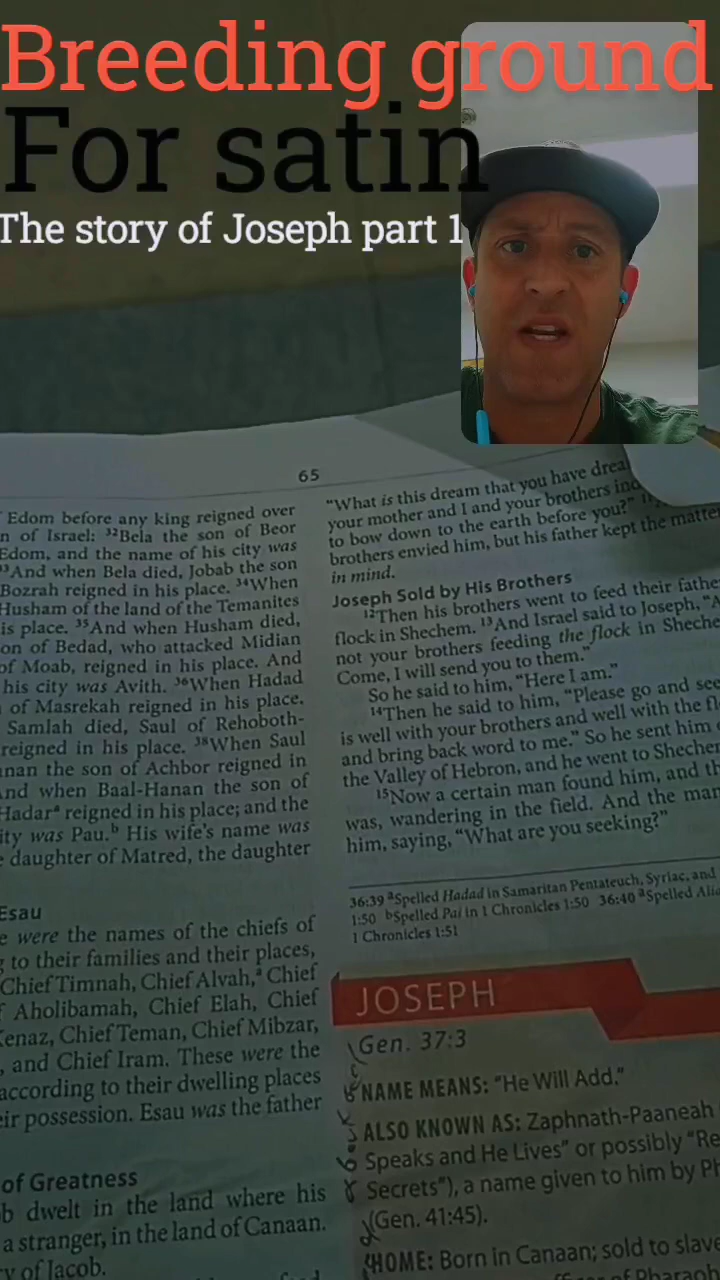 Breeding ground
For satin
The story of Joseph part 1
65
Edom before any king reigned over
n of Israel: ³²Bela the son of Beor
Edom, and the name of his city was
³³And when Bela died, Jobab the son
Bozrah reigned in his place. ³⁴When
Husham of the land of the Temanites
is place. ³⁵And when Husham died,
on of Bedad, who attacked Midian
of Moab, reigned in his place. And
his city was Avith. ³⁶When Hadad
of Masrekah reigned in his place.
Samlah died, Saul of Rehoboth-
reigned in his place. ³⁸When Saul
nan the son of Achbor reigned in
And when Baal-Hanan the son of
Hadarᵃ reigned in his place; and the
ity was Pau.ᵇ His wife's name was
e daughter of Matred, the daughter
Esau
e were the names of the chiefs of
g to their families and their places,
Chief Timnah, Chief Alvah,ᵃ Chief
f Aholibamah, Chief Elah, Chief
Kenaz, Chief Teman, Chief Mibzar,
, and Chief Iram. These were the
according to their dwelling places
eir possession. Esau was the father
of Greatness
b dwelt in the land where his
a stranger, in the land of Canaan.
ry of Jacob.
"What is this dream that you have drea
your mother and I and your brothers ind
to bow down to the earth before you?"
brothers envied him, but his father kept the matter
in mind.
Joseph Sold by His Brothers
¹²Then his brothers went to feed their fathe
flock in Shechem. ¹³And Israel said to Joseph, "A
not your brothers feeding the flock in Sheche
Come, I will send you to them."
So he said to him, "Here I am."
¹⁴Then he said to him, "Please go and see
is well with your brothers and well with the fl
and bring back word to me." So he sent him
the Valley of Hebron, and he went to Shechem
¹⁵Now a certain man found him, and th
was, wandering in the field. And the man
him, saying, "What are you seeking?"
36:39 ᵃSpelled Hadad in Samaritan Pentateuch, Syriac, and
1:50 ᵇSpelled Pai in 1 Chronicles 1:50 36:40 ᵃSpelled Alia
1 Chronicles 1:51
JOSEPH
Gen. 37:3
NAME MEANS: "He Will Add."
ALSO KNOWN AS: Zaphnath-Paaneah
Speaks and He Lives" or possibly "Re
Secrets"), a name given to him by Ph
(Gen. 41:45).
HOME: Born in Canaan; sold to slave